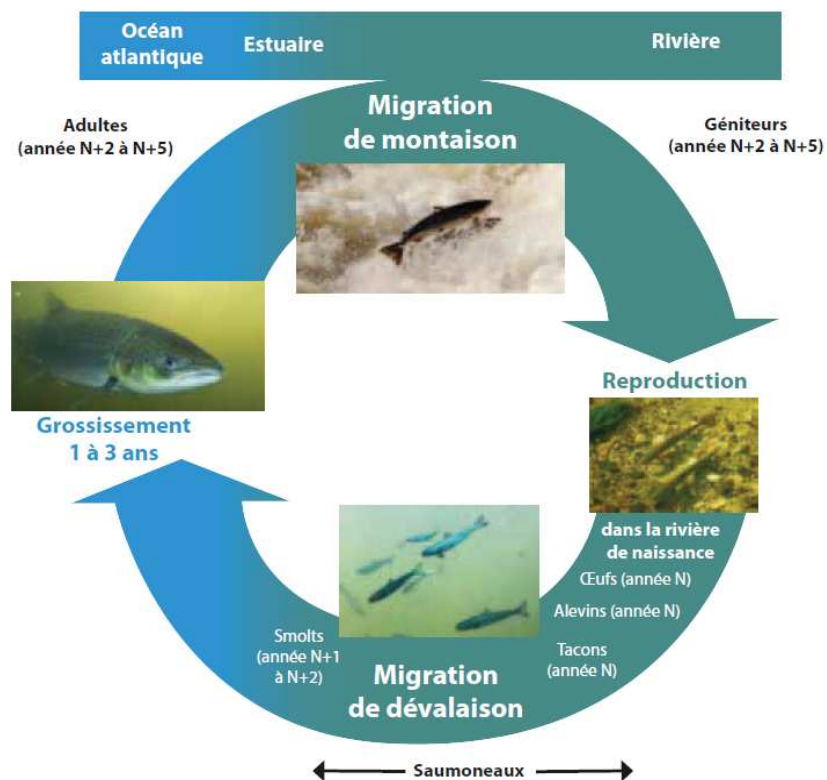 Océan
atlantique
Estuaire
Rivière
Migration
de montaison
Adultes
(année N+2 à N+5)
Géniteurs
(année N+2 à N+5)
Reproduction
Grossissement
1 à 3 ans
dans la rivière
de naissance
Œufs (année N)
Alevins (année N)
Tacons
(année N)
Smolts
(année N+1
à N+2)
Migration
de dévalaison
Saumoneaux